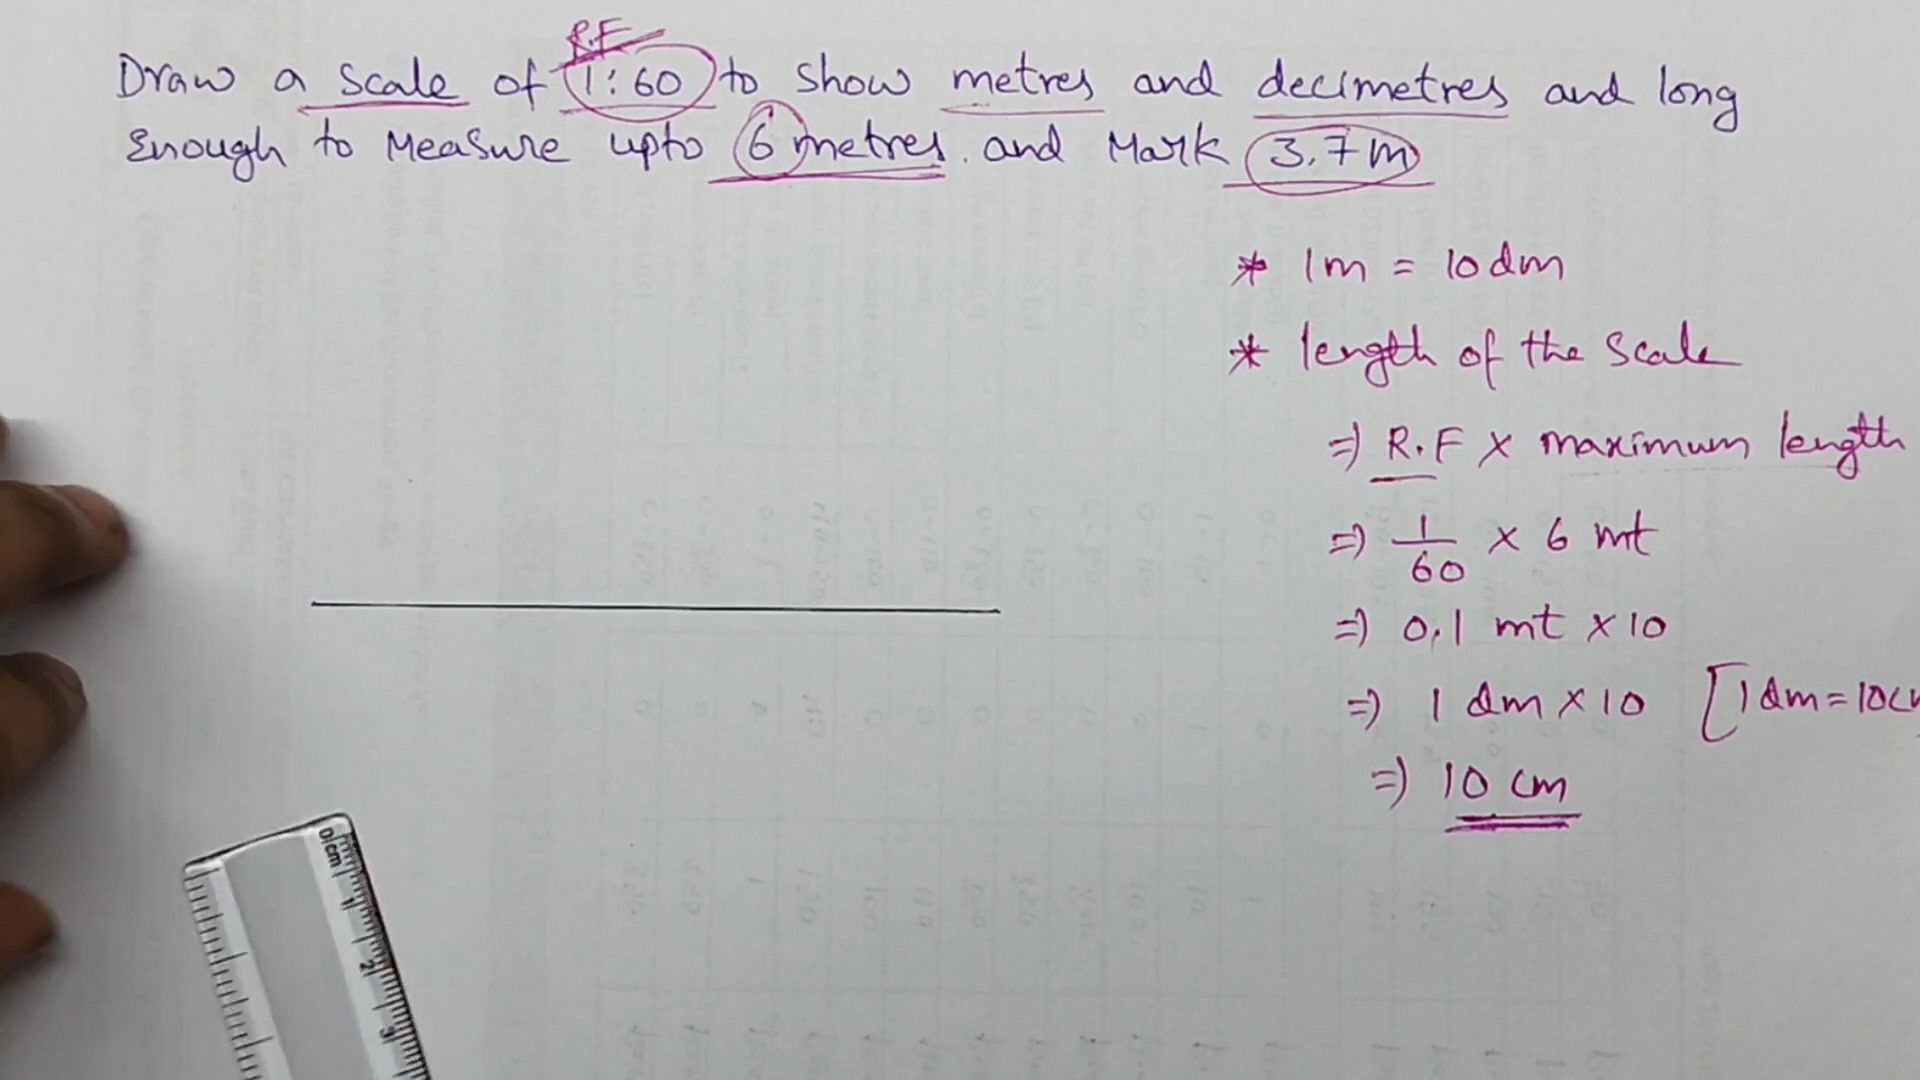 R.F
Draw a scale of 1:60 to show metres and decimetres and long
Enough to Measure upto 6 metres. and Mark 3.7m
* 1m = 10dm
* length of the Scale
=> R.F X maximum length
=> 1/60 x 6 mt
=> 0.1 mt x 10
=> 1 dm x 10 [1dm=10cm
=> 10 cm
0 cm 1 2 3